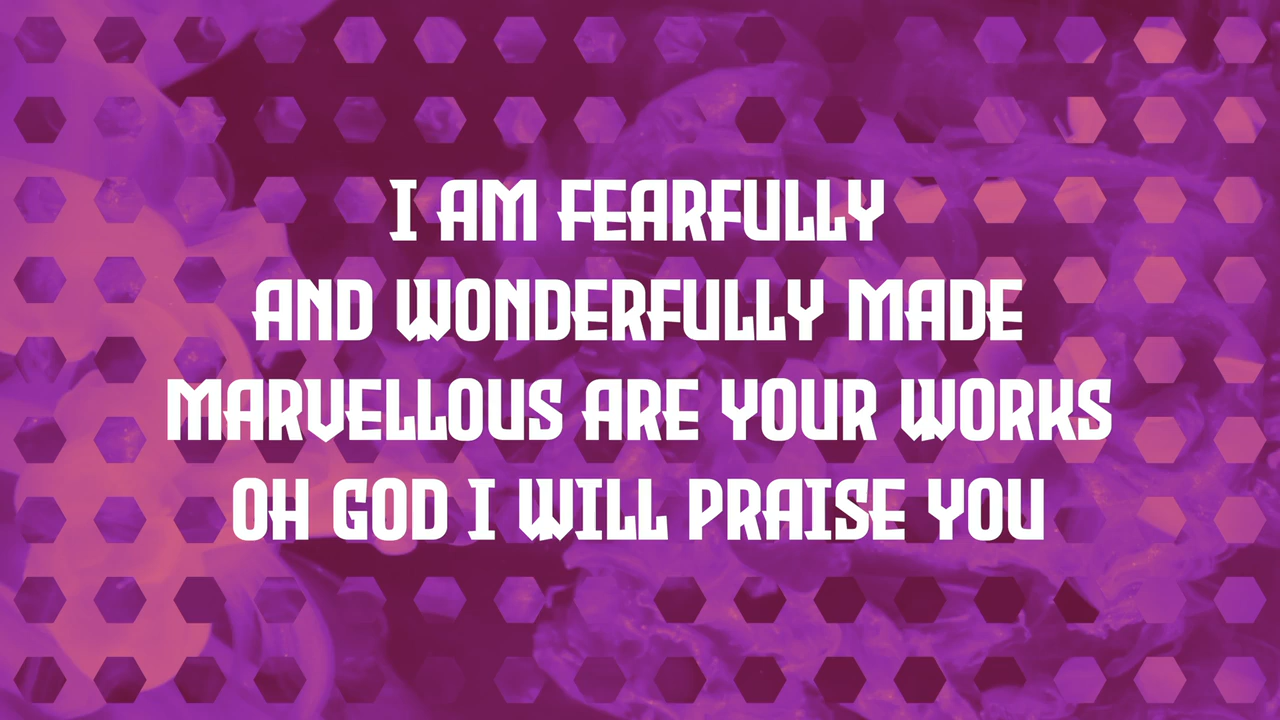 I AM FEARFULLY
AND WONDERFULLY MADE
MARVELLOUS ARE YOUR WORKS
OH GOD I WILL PRAISE YOU